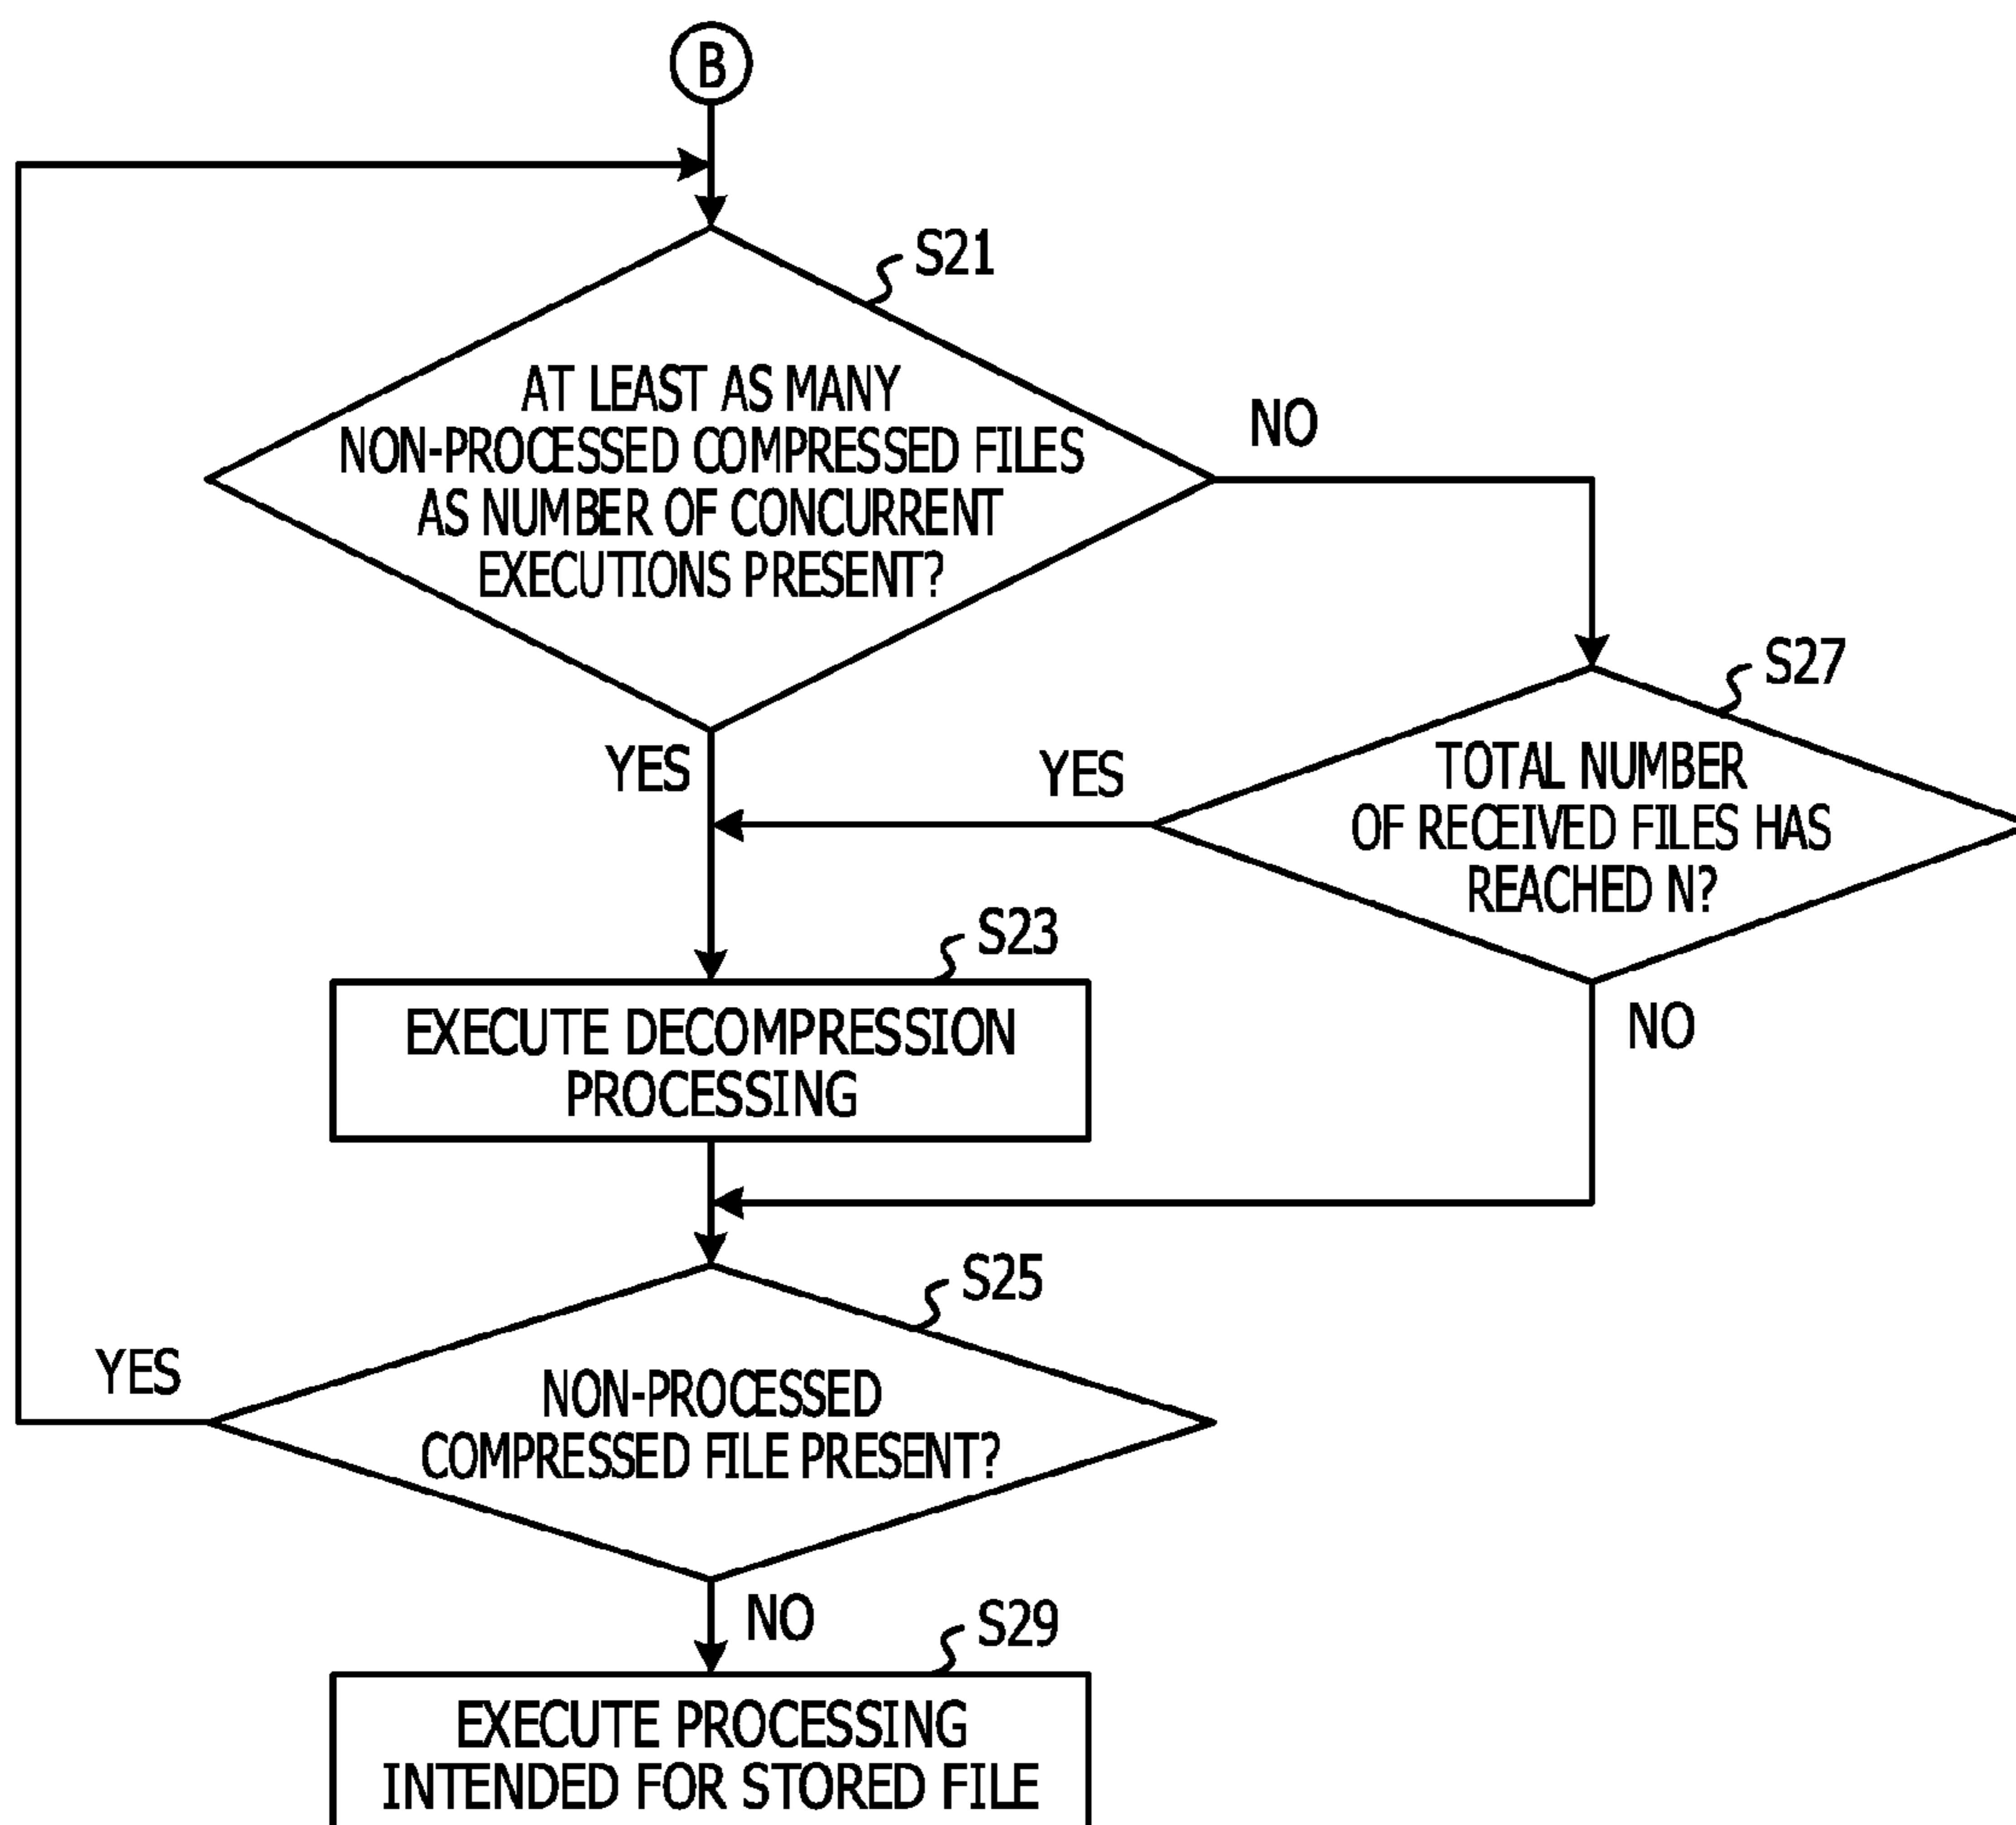 B
S21
AT LEAST AS MANY
NON-PROCESSED COMPRESSED FILES
AS NUMBER OF CONCURRENT
EXECUTIONS PRESENT?
NO
S27
YES
YES
TOTAL NUMBER
OF RECEIVED FILES HAS
REACHED N?
S23
EXECUTE DECOMPRESSION
PROCESSING
NO
S25
YES
NON-PROCESSED
COMPRESSED FILE PRESENT?
NO
S29
EXECUTE PROCESSING
INTENDED FOR STORED FILE